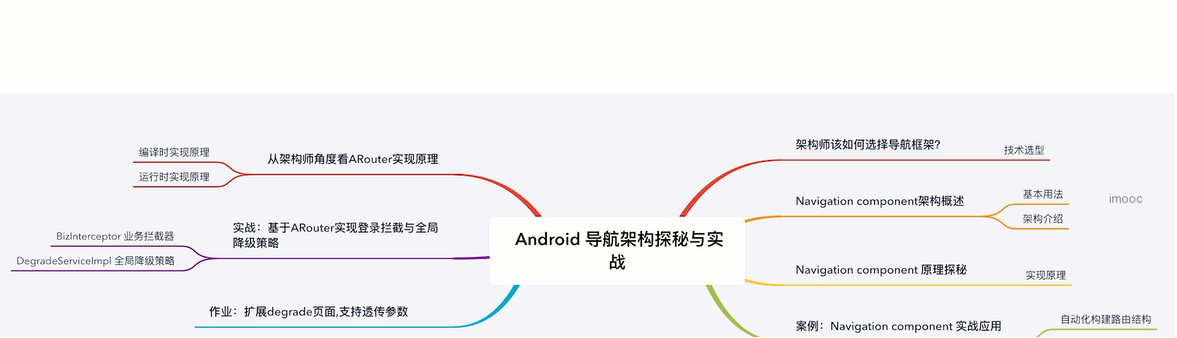 架构师该如何选择导航框架?
技术选型
编译时实现原理
从架构师角度看ARouter实现原理
运行时实现原理
Navigation component架构概述
基本用法
架构介绍
imooc
实战：基于ARouter实现登录拦截与全局
降级策略
BizInterceptor 业务拦截器
DegradeServiceImpl 全局降级策略
Android 导航架构探秘与实
战
Navigation component 原理探秘
实现原理
作业：扩展degrade页面,支持透传参数
案例：Navigation component 实战应用
自动化构建路由结构